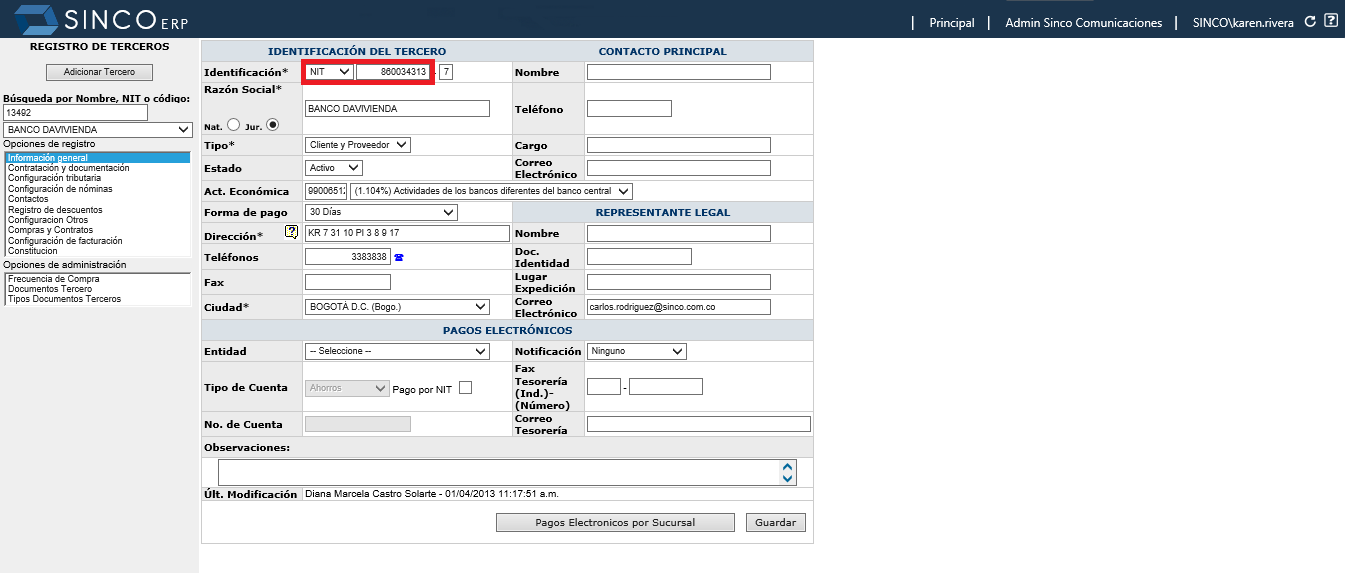 SINCO ERP
| Principal | Admin Sinco Comunicaciones | SINCO\karen.rivera
REGISTRO DE TERCEROS
Adicionar Tercero
Búsqueda por Nombre, NIT o código:
13492
BANCO DAVIVIENDA
Opciones de registro
Información general
Contratación y documentación
Configuración tributaria
Configuración de nóminas
Contactos
Registro de descuentos
Configuracion Otros
Compras y Contratos
Configuración de facturación
Constitucion
Opciones de administración
Frecuencia de Compra
Documentos Tercero
Tipos Documentos Terceros
IDENTIFICACIÓN DEL TERCERO
CONTACTO PRINCIPAL
Identificación* NIT 860034313 - 7
Nombre
Razón Social*
Nat. Jur.
BANCO DAVIVIENDA
Teléfono
Tipo* Cliente y Proveedor
Cargo
Estado Activo
Correo
Electrónico
Act. Económica 99006512 (1.104%) Actividades de los bancos diferentes del banco central
Forma de pago 30 Días
REPRESENTANTE LEGAL
Dirección* ? KR 7 31 10 PI 3 8 9 17
Nombre
Teléfonos 3383838
Doc.
Identidad
Fax
Lugar
Expedición
Ciudad* BOGOTÁ D.C. (Bogo.)
Correo
Electrónico
carlos.rodriguez@sinco.com.co
PAGOS ELECTRÓNICOS
Entidad -- Seleccione --
Notificación Ninguno
Tipo de Cuenta Ahorros Pago por NIT
Fax
Tesorería
(Ind.)-
(Número)
-
No. de Cuenta
Correo
Tesorería
Observaciones:
Últ. Modificación Diana Marcela Castro Solarte - 01/04/2013 11:17:51 a.m.
Pagos Electronicos por Sucursal
Guardar